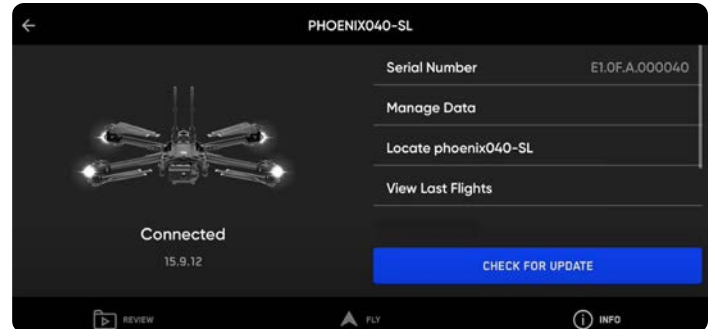 PHOENIX040-SL
Serial Number E1.0F.A.000040
Manage Data
Locate phoenix040-SL
View Last Flights
Connected
15.9.12
CHECK FOR UPDATE
REVIEW
FLY
INFO